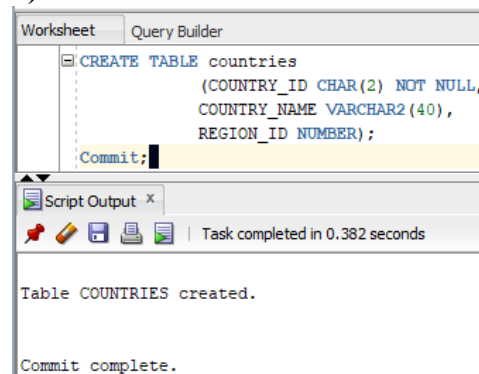 Worksheet Query Builder
CREATE TABLE countries
(COUNTRY_ID CHAR(2) NOT NULL,
COUNTRY_NAME VARCHAR2(40),
REGION_ID NUMBER);
Commit;
Script Output x
Task completed in 0.382 seconds
Table COUNTRIES created.
Commit complete.